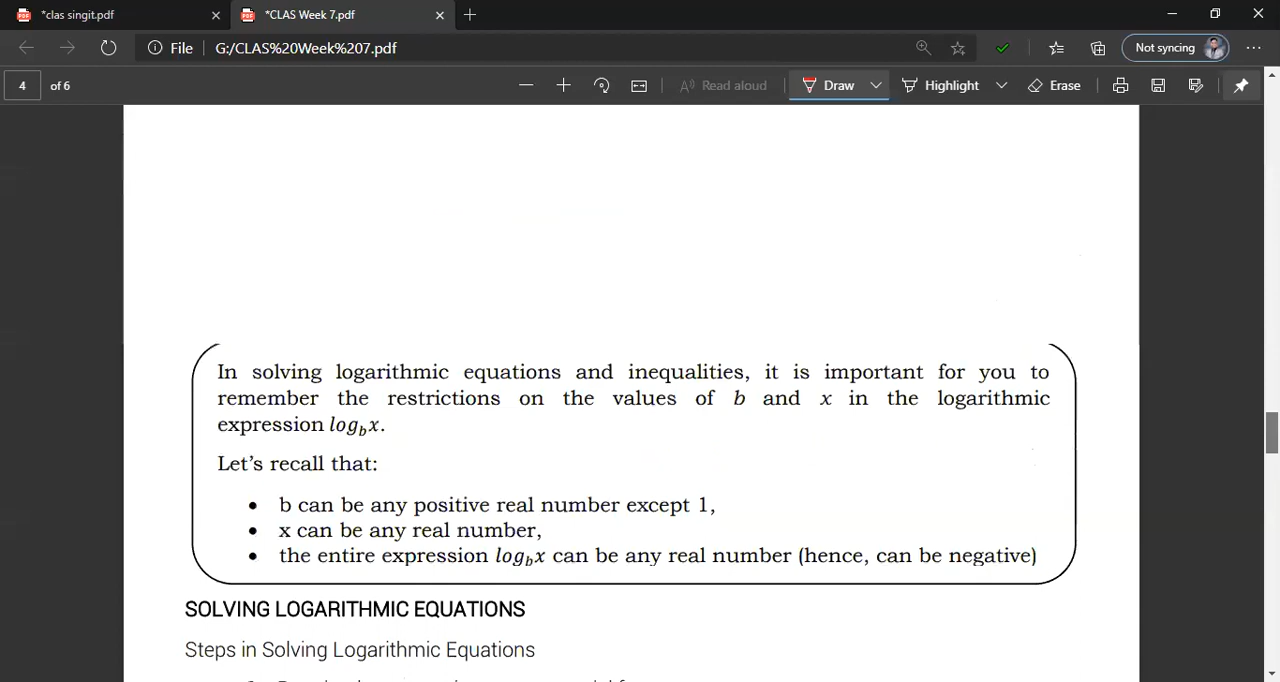 *clas singit.pdf
*CLAS Week 7.pdf
File
G:/CLAS%20Week%207.pdf
Not syncing
4 of 6
Read aloud
Draw
Highlight
Erase
In solving logarithmic equations and inequalities, it is important for you to
remember the restrictions on the values of b and x in the logarithmic
expression log_b x.
Let's recall that:
• b can be any positive real number except 1,
• x can be any real number,
• the entire expression log_b x can be any real number (hence, can be negative)
SOLVING LOGARITHMIC EQUATIONS
Steps in Solving Logarithmic Equations